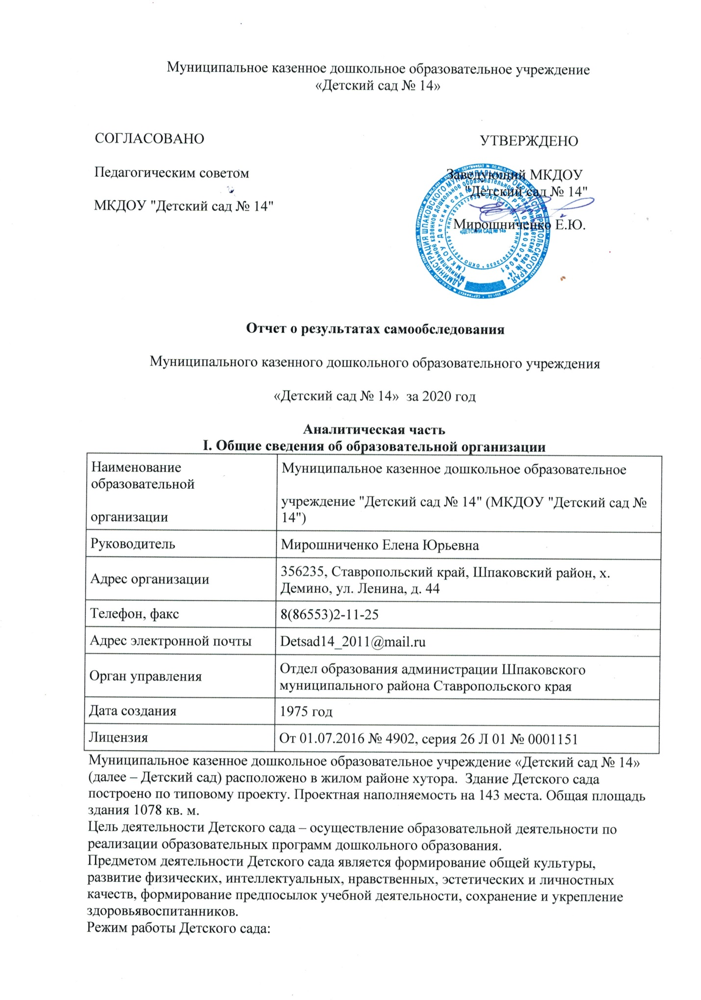 Муниципальное казенное дошкольное образовательное учреждение
«Детский сад № 14»
СОГЛАСОВАНО
УТВЕРЖДЕНО
Педагогическим советом
Заведующий МКДОУ
"Детский сад № 14"
МКДОУ "Детский сад № 14"
Мирошниченко Е.Ю.
«ДЕТСКИЙ САД № 14»
Отчет о результатах самообследования
Муниципального казенного дошкольного образовательного учреждения
«Детский сад № 14» за 2020 год
Аналитическая часть
I. Общие сведения об образовательной организации
Наименование
образовательной
организации
Муниципальное казенное дошкольное образовательное
учреждение "Детский сад № 14" (МКДОУ "Детский сад №
14")
Руководитель
Мирошниченко Елена Юрьевна
Адрес организации
356235, Ставропольский край, Шпаковский район, х.
Демино, ул. Ленина, д. 44
Телефон, факс
8(86553)2-11-25
Адрес электронной почты
Detsad14_2011@mail.ru
Орган управления
Отдел образования администрации Шпаковского
муниципального района Ставропольского края
Дата создания
1975 год
Лицензия
От 01.07.2016 № 4902, серия 26 Л 01 № 0001151
Муниципальное казенное дошкольное образовательное учреждение «Детский сад № 14»
(далее – Детский сад) расположено в жилом районе хутора. Здание Детского сада
построено по типовому проекту. Проектная наполняемость на 143 места. Общая площадь
здания 1078 кв. м.
Цель деятельности Детского сада – осуществление образовательной деятельности по
реализации образовательных программ дошкольного образования.
Предметом деятельности Детского сада является формирование общей культуры,
развитие физических, интеллектуальных, нравственных, эстетических и личностных
качеств, формирование предпосылок учебной деятельности, сохранение и укрепление
здоровьявоспитанников.
Режим работы Детского сада: